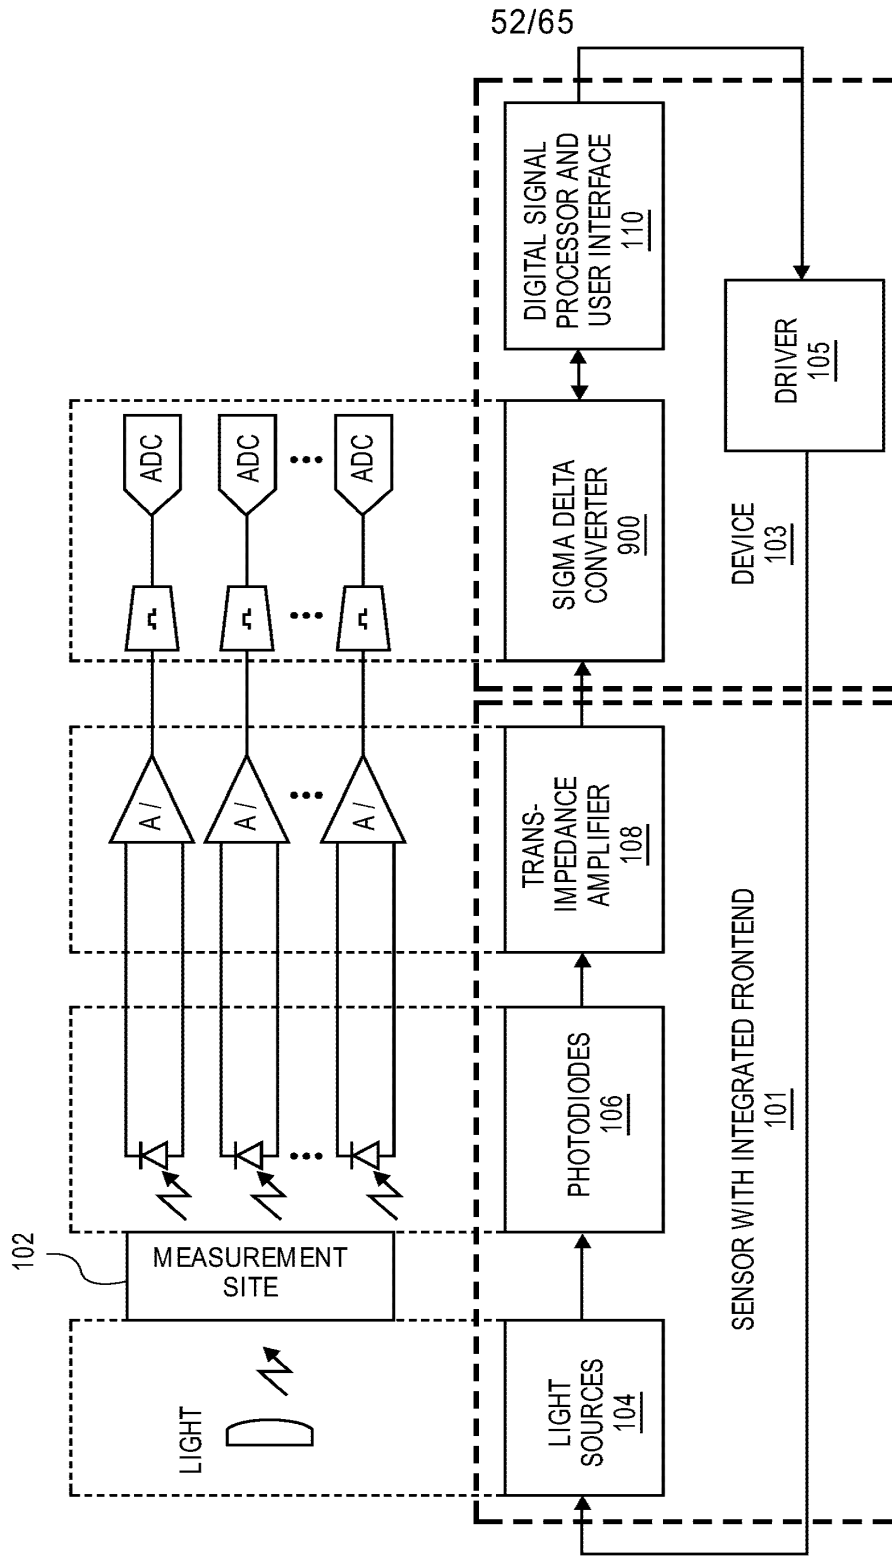 52/65
102
LIGHT
MEASUREMENT
SITE
A /
A /
A /
ADC
ADC
ADC
LIGHT
SOURCES
104
PHOTODIODES
106
TRANS-
IMPEDANCE
AMPLIFIER
108
SIGMA DELTA
CONVERTER
900
DIGITAL SIGNAL
PROCESSOR AND
USER INTERFACE
110
SENSOR WITH INTEGRATED FRONTEND
101
DEVICE
103
DRIVER
105